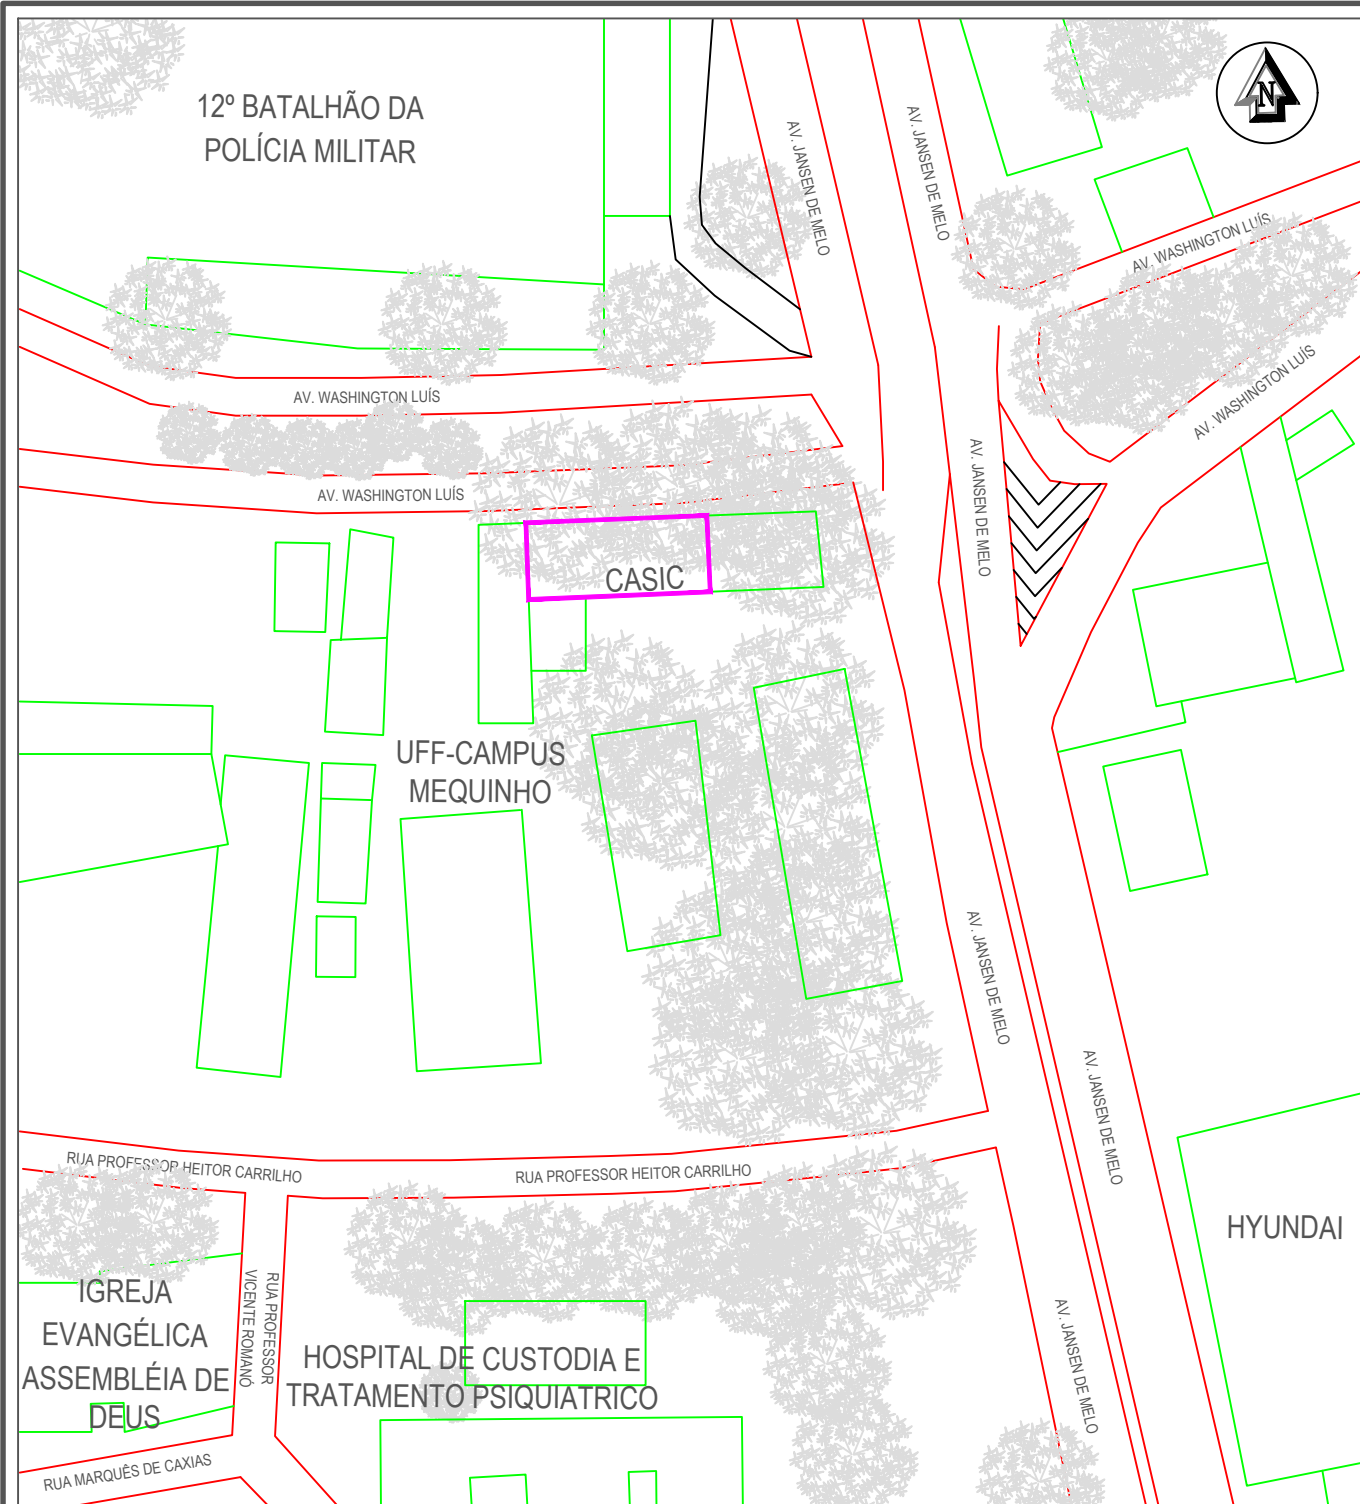 12º BATALHÃO DA
POLÍCIA MILITAR
N
AV. JANSEN DE MELO
AV. JANSEN DE MELO
AV. WASHINGTON LUÍS
AV. WASHINGTON LUÍS
AV. WASHINGTON LUÍS
AV. WASHINGTON LUÍS
AV. JANSEN DE MELO
CASIC
UFF-CAMPUS
MEQUINHO
AV. JANSEN DE MELO
AV. JANSEN DE MELO
RUA PROFESSOR HEITOR CARRILHO
RUA PROFESSOR HEITOR CARRILHO
HYUNDAI
IGREJA
EVANGÉLICA
ASSEMBLÉIA DE
DEUS
RUA PROFESSOR
VICENTE ROMANÓ
HOSPITAL DE CUSTODIA E
TRATAMENTO PSIQUIATRICO
AV. JANSEN DE MELO
RUA MARQUÊS DE CAXIAS